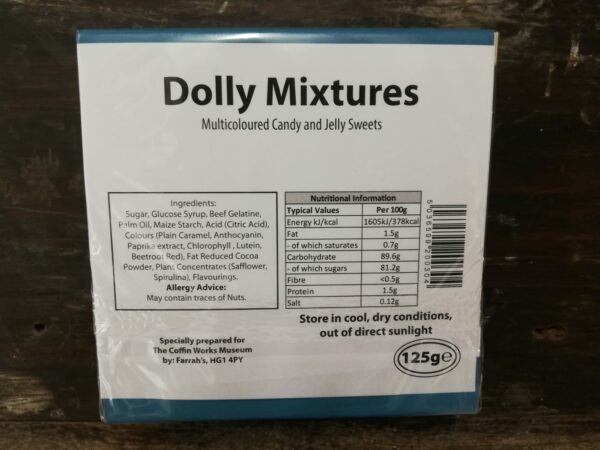 Dolly Mixtures
Multicoloured Candy and Jelly Sweets
Ingredients:
Sugar, Glucose Syrup, Beef Gelatine,
Palm Oil, Maize Starch, Acid (Citric Acid),
Colours (Plain Caramel, Anthocyanin,
Paprika extract, Chlorophyll , Lutein,
Beetroot Red), Fat Reduced Cocoa
Powder, Plant Concentrates (Safflower,
Spirulina), Flavourings.
Allergy Advice:
May contain traces of Nuts.
Nutritional Information
Typical Values Per 100g
Energy kJ/kcal 1605kJ/378kcal
Fat 1.5g
- of which saturates 0.7g
Carbohydrate 89.6g
- of which sugars 81.2g
Fibre <0.5g
Protein 1.5g
Salt 0.12g
5036599200304
Store in cool, dry conditions,
out of direct sunlight
Specially prepared for
The Coffin Works Museum
by: Farrah's, HG1 4PY
125g℮